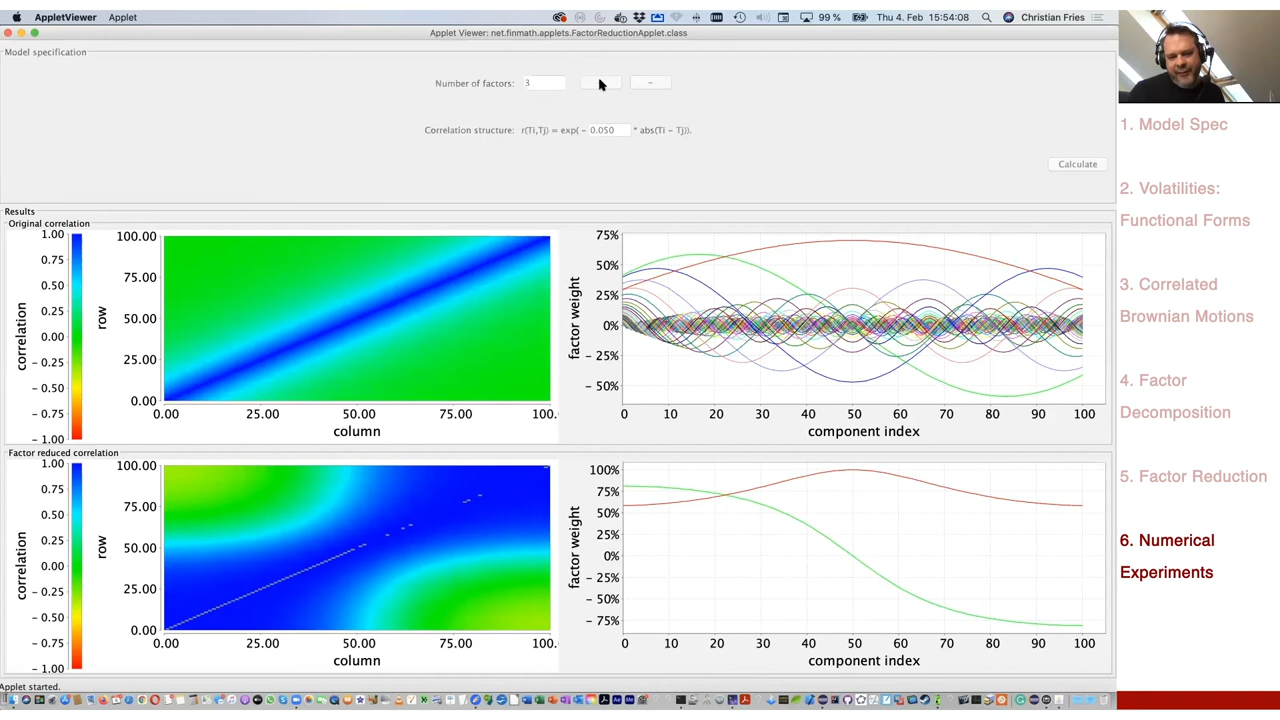 AppletViewer Applet 99 % Thu 4. Feb 15:54:08 Christian Fries
Applet Viewer: net.finmath.applets.FactorReductionApplet.class
Model specification
Number of factors: 3 -
Correlation structure: r(Ti,Tj) = exp(- 0.050 * abs(Ti - Tj)).
Calculate
Results
Original correlation
1.00
0.75
0.50
0.25
0.00
- 0.25
- 0.50
- 0.75
- 1.00
correlation
100.00
75.00
50.00
25.00
0.00
row
0.00 25.00 50.00 75.00 100.
column
75%
50%
25%
0%
- 25%
- 50%
factor weight
0 10 20 30 40 50 60 70 80 90 100
component index
Factor reduced correlation
1.00
0.75
0.50
0.25
0.00
- 0.25
- 0.50
- 0.75
- 1.00
correlation
100.00
75.00
50.00
25.00
0.00
row
0.00 25.00 50.00 75.00 100.
column
100%
75%
50%
25%
0%
- 25%
- 50%
- 75%
factor weight
0 10 20 30 40 50 60 70 80 90 100
component index
Applet started.
1. Model Spec
2. Volatilities:
Functional Forms
3. Correlated
Brownian Motions
4. Factor
Decomposition
5. Factor Reduction
6. Numerical
Experiments